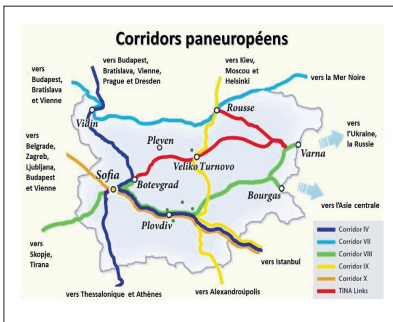 Corridors paneuropéens
vers
Budapest,
Bratislava
et Vienne
vers Budapest,
Bratislava, Vienne,
Prague et Dresden
vers Kiev,
Moscou et
Helsinki
vers la Mer Noire
Vidin
Rousse
vers
l'Ukraine,
la Russie
vers
Belgrade,
Zagreb,
Ljubljana,
Budapest
et Vienne
Pleven
Veliko Turnovo
Varna
Sofia
Botevgrad
Bourgas
vers l'Asie centrale
Plovdiv
vers
Skopje,
Tirana
vers Istanbul
vers Thessalonique et Athènes
vers Alexandroúpolis
Corridor IV
Corridor VII
Corridor VIII
Corridor IX
Corridor X
TINA Links